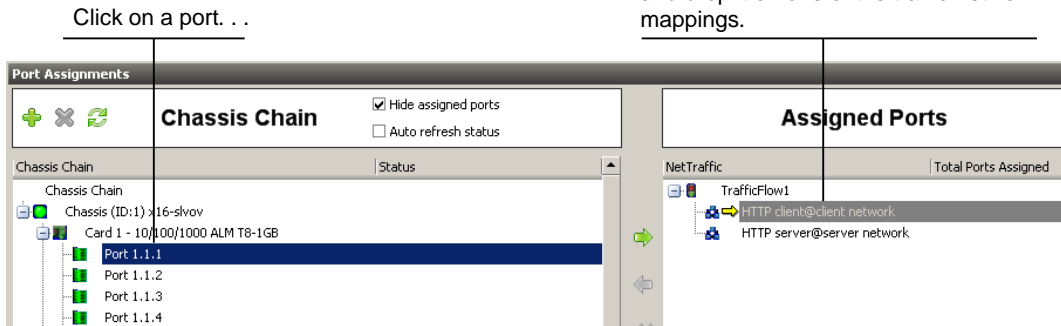 Click on a port. . .
mappings.
Port Assignments
Chassis Chain
Hide assigned ports
Auto refresh status
Assigned Ports
Chassis Chain Status
NetTraffic Total Ports Assigned
Chassis Chain
TrafficFlow1
Chassis (ID:1) x16-slvov
HTTP client@client network
Card 1 - 10/100/1000 ALM T8-1GB
HTTP server@server network
Port 1.1.1
Port 1.1.2
Port 1.1.3
Port 1.1.4